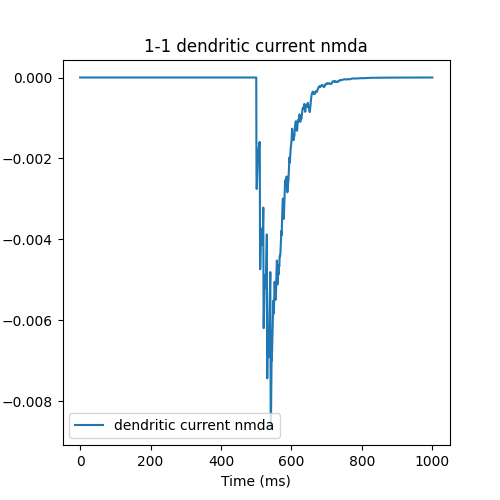 1-1 dendritic current nmda
0.000
−0.002
−0.004
−0.006
−0.008
dendritic current nmda
0 200 400 600 800 1000
Time (ms)